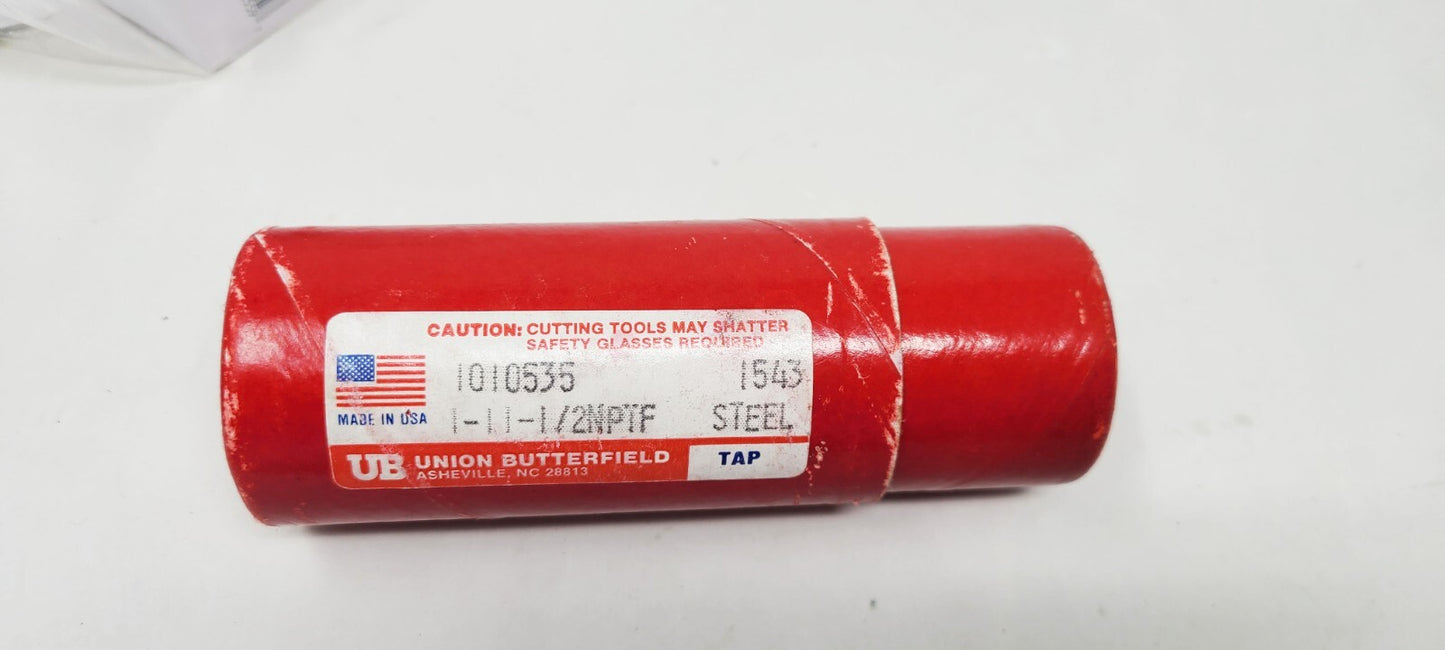 CAUTION: CUTTING TOOLS MAY SHATTER
SAFETY GLASSES REQUIRED
1010535 1543
MADE IN USA
1-11-1/2NPTF STEEL
UB UNION BUTTERFIELD TAP
ASHEVILLE, NC 28813